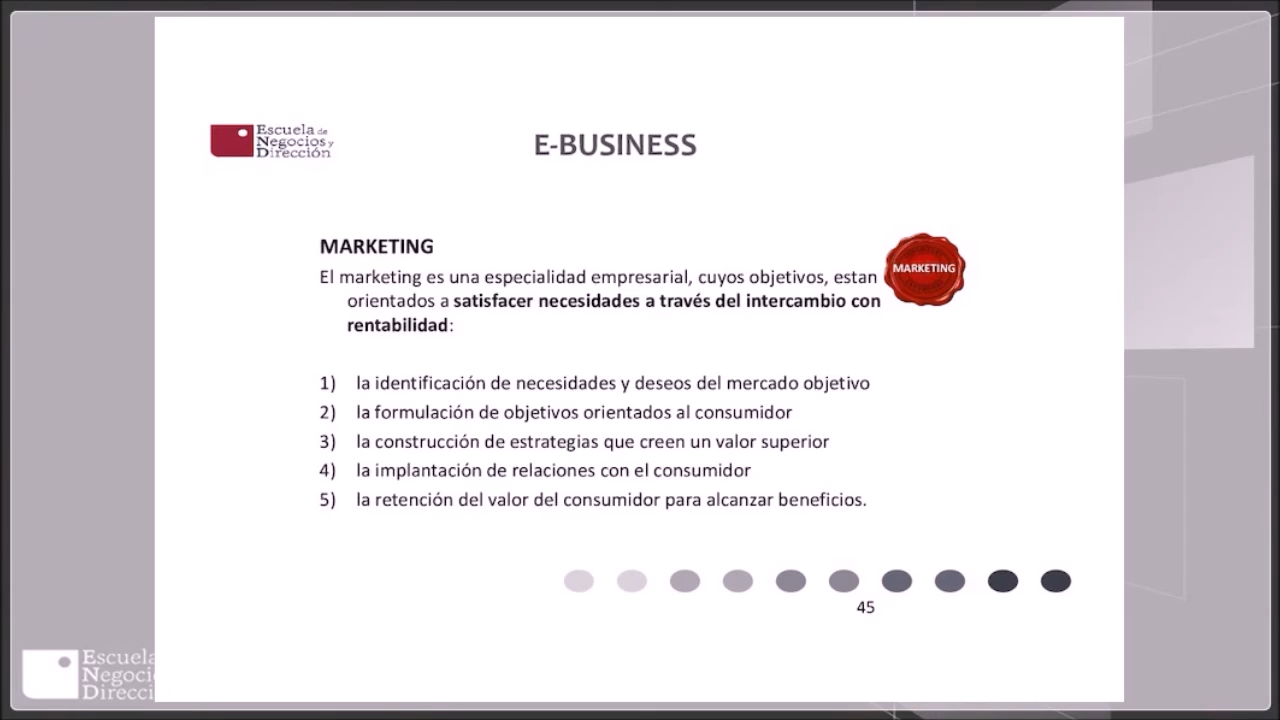 Escuela de
Negocios y
Dirección
E-BUSINESS
MARKETING
MARKETING
El marketing es una especialidad empresarial, cuyos objetivos, estan
orientados a satisfacer necesidades a través del intercambio con
rentabilidad:
1) la identificación de necesidades y deseos del mercado objetivo
2) la formulación de objetivos orientados al consumidor
3) la construcción de estrategias que creen un valor superior
4) la implantación de relaciones con el consumidor
5) la retención del valor del consumidor para alcanzar beneficios.
45
Escuela
Negoci
Direcci